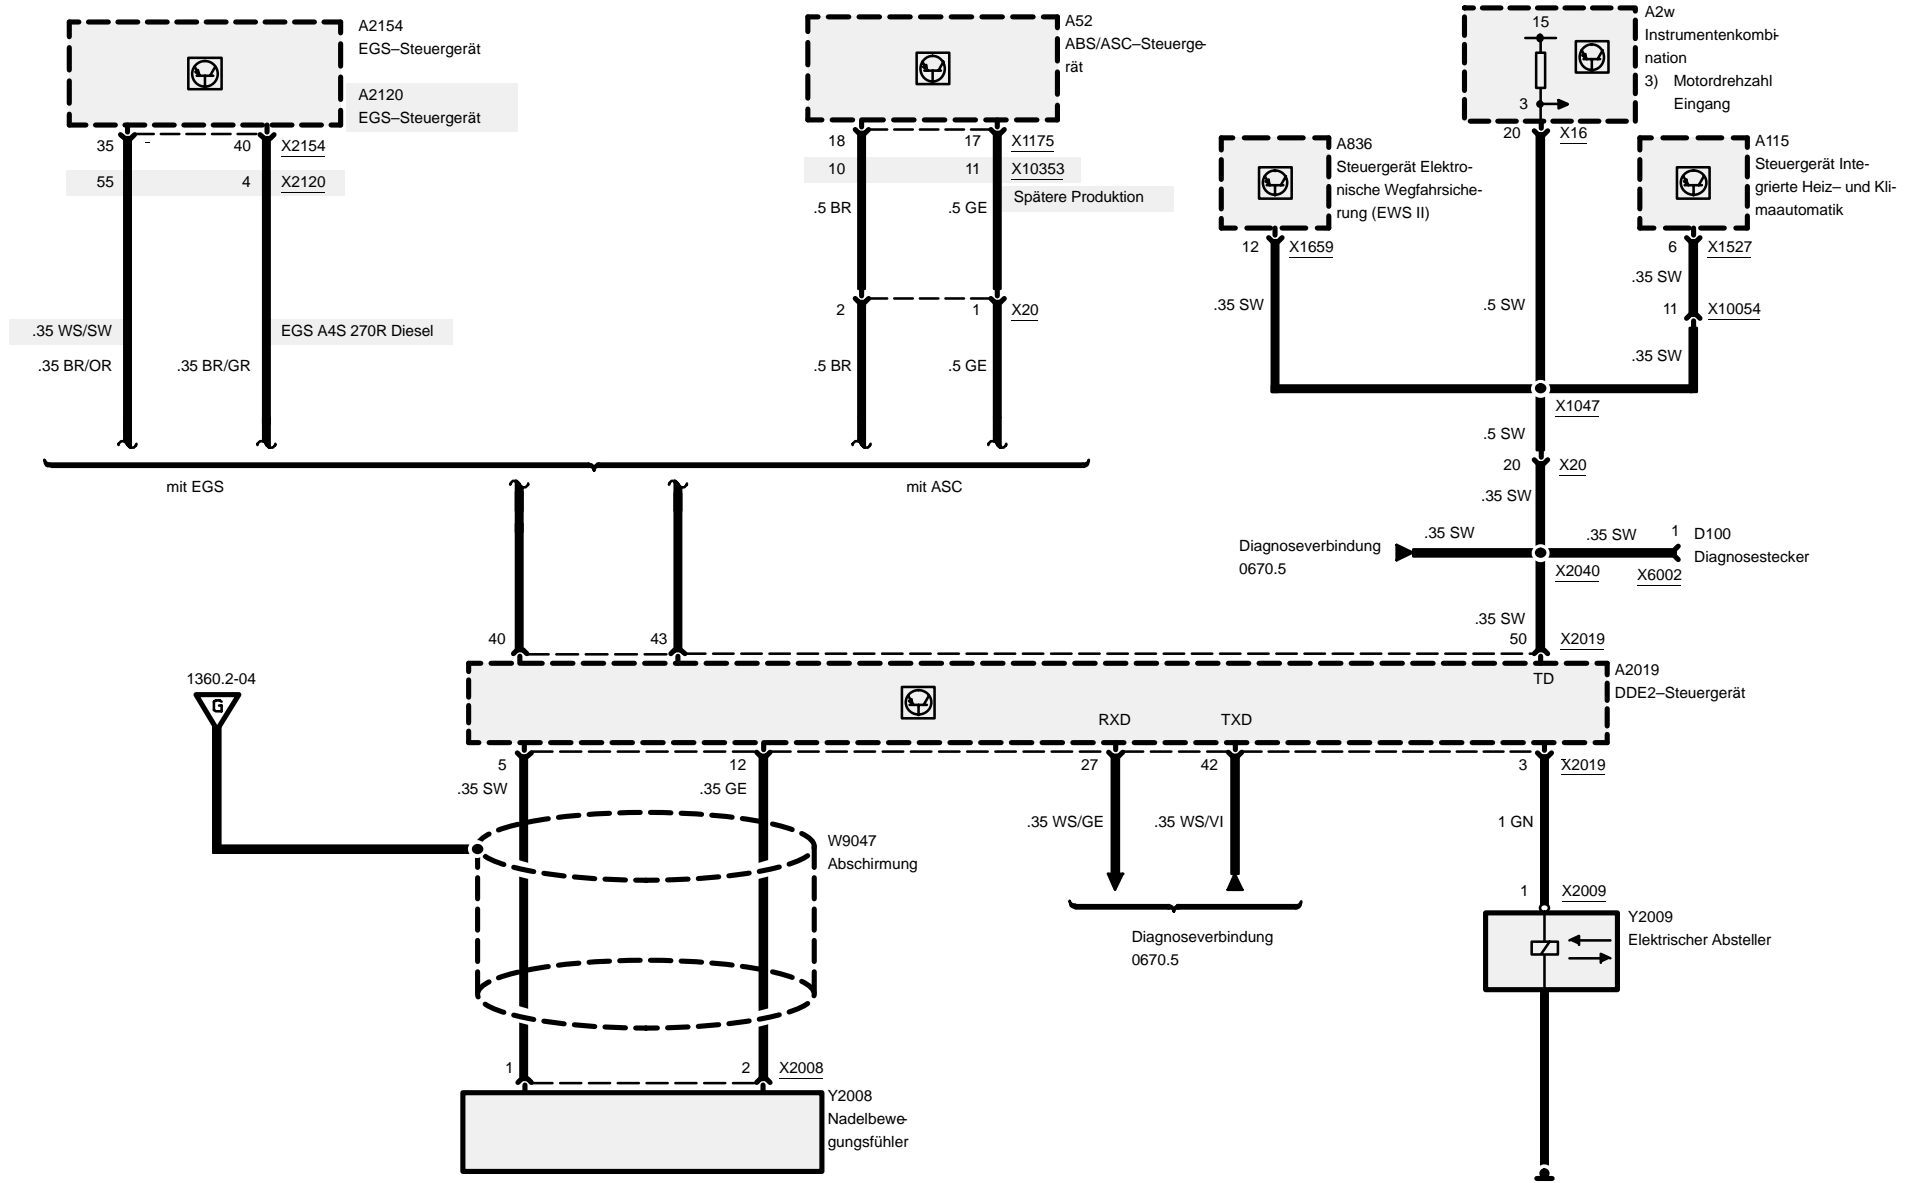 A2154
EGS–Steuergerät
A2120
EGS–Steuergerät
35
40
X2154
55
4
X2120
.35 WS/SW
EGS A4S 270R Diesel
.35 BR/OR
.35 BR/GR
mit EGS
A52
ABS/ASC–Steuerge-
rät
18
17
X1175
10
11
X10353
Spätere Produktion
.5 BR
.5 GE
2
1
X20
.5 BR
.5 GE
mit ASC
A2w
Instrumentenkombi-
nation
3) Motordrehzahl
Eingang
15
3
20
X16
A836
Steuergerät Elektro-
nische Wegfahrsiche-
rung (EWS II)
12
X1659
.35 SW
.5 SW
A115
Steuergerät Inte-
grierte Heiz– und Kli-
maautomatik
6
X1527
.35 SW
11
X10054
.35 SW
X1047
.5 SW
20
X20
.35 SW
Diagnoseverbindung
0670.5
.35 SW
.35 SW
1
D100
Diagnosestecker
X2040
X6002
.35 SW
40
43
50
X2019
A2019
DDE2–Steuergerät
TD
RXD
TXD
1360.2-04
G
5
12
27
42
3
X2019
.35 SW
.35 GE
.35 WS/GE
.35 WS/VI
1 GN
W9047
Abschirmung
Diagnoseverbindung
0670.5
1
X2009
Y2009
Elektrischer Absteller
1
2
X2008
Y2008
Nadelbewe-
gungsfühler